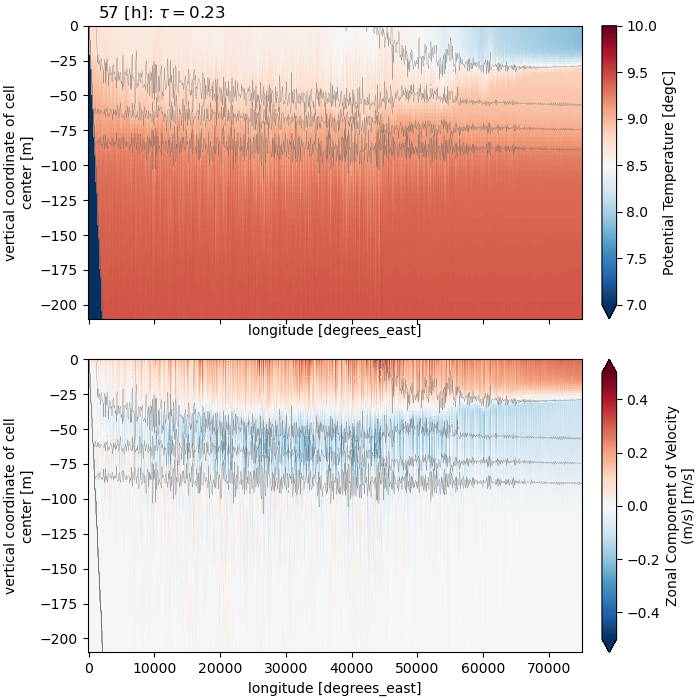 57 [h]: τ = 0.23
0
−25
−50
−75
−100
−125
−150
−175
−200
vertical coordinate of cell
center [m]
longitude [degrees_east]
10.0
9.5
9.0
8.5
8.0
7.5
7.0
Potential Temperature [degC]
0
−25
−50
−75
−100
−125
−150
−175
−200
vertical coordinate of cell
center [m]
0 10000 20000 30000 40000 50000 60000 70000
longitude [degrees_east]
0.4
0.2
0.0
−0.2
−0.4
Zonal Component of Velocity
(m/s) [m/s]